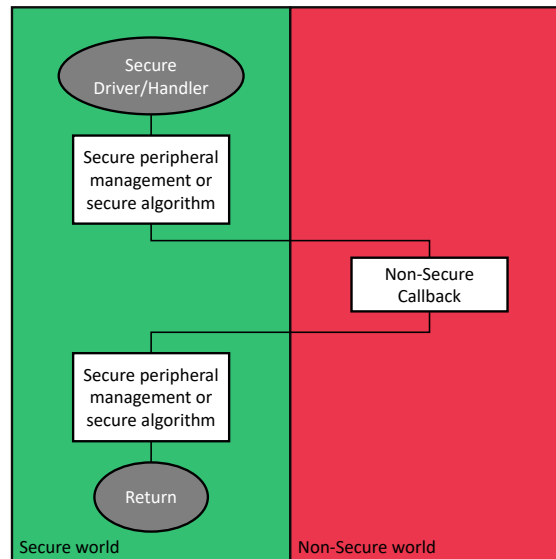 Secure
Driver/Handler
Secure peripheral
management or
secure algorithm
Non-Secure
Callback
Secure peripheral
management or
secure algorithm
Return
Secure world
Non-Secure world